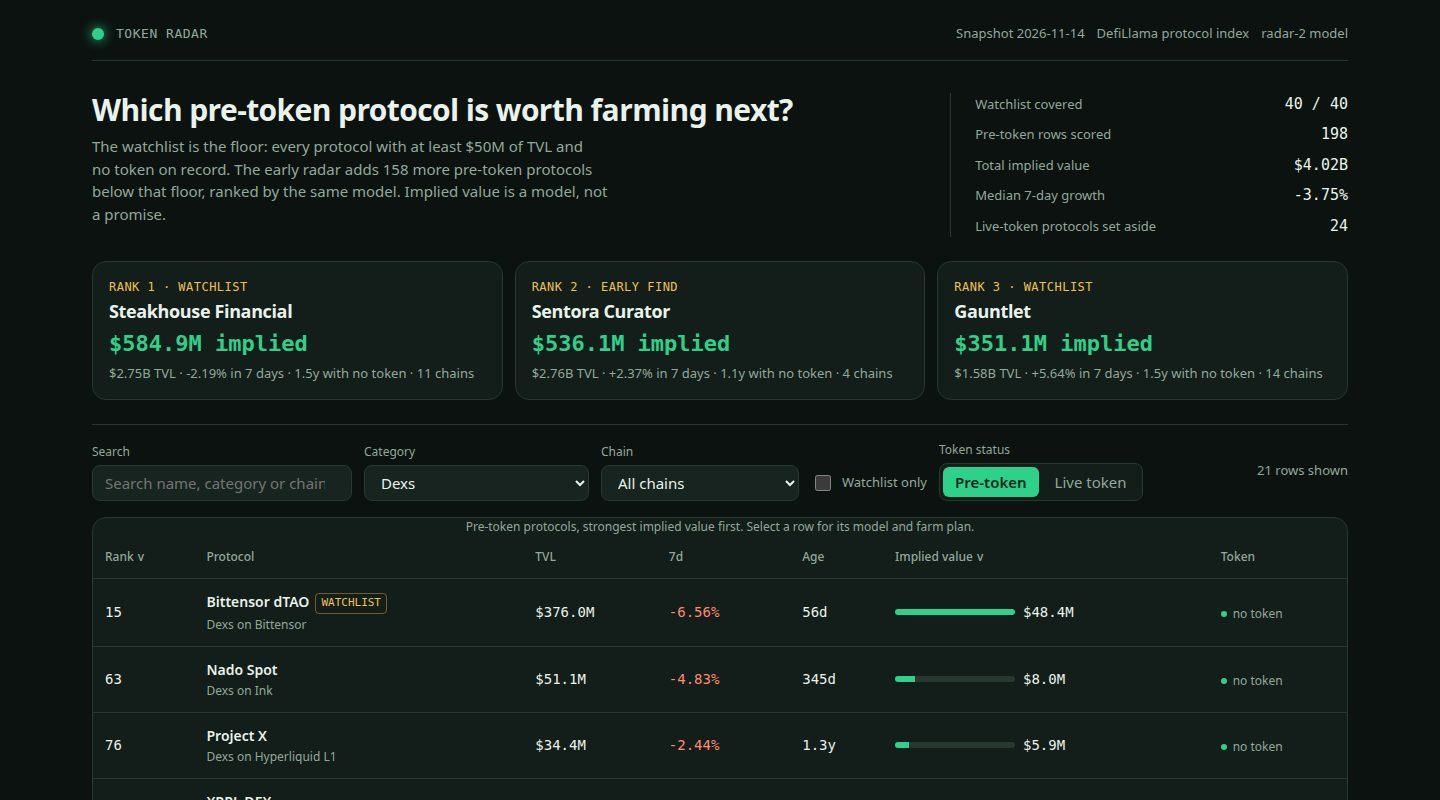 TOKEN RADAR
Snapshot 2026-11-14 DefiLlama protocol index radar-2 model
Which pre-token protocol is worth farming next?
The watchlist is the floor: every protocol with at least $50M of TVL and
no token on record. The early radar adds 158 more pre-token protocols
below that floor, ranked by the same model. Implied value is a model, not
a promise.
Watchlist covered 40 / 40
Pre-token rows scored 198
Total implied value $4.02B
Median 7-day growth -3.75%
Live-token protocols set aside 24
RANK 1 · WATCHLIST
Steakhouse Financial
$584.9M implied
$2.75B TVL · -2.19% in 7 days · 1.5y with no token · 11 chains
RANK 2 · EARLY FIND
Sentora Curator
$536.1M implied
$2.76B TVL · +2.37% in 7 days · 1.1y with no token · 4 chains
RANK 3 · WATCHLIST
Gauntlet
$351.1M implied
$1.58B TVL · +5.64% in 7 days · 1.5y with no token · 14 chains
Search
Search name, category or chain
Category
Dexs
Chain
All chains
Watchlist only
Token status
Pre-token Live token
21 rows shown
Pre-token protocols, strongest implied value first. Select a row for its model and farm plan.
Rank v Protocol TVL 7d Age Implied value v Token
15 Bittensor dTAO WATCHLIST $376.0M -6.56% 56d $48.4M no token
Dexs on Bittensor
63 Nado Spot $51.1M -4.83% 345d $8.0M no token
Dexs on Ink
76 Project X $34.4M -2.44% 1.3y $5.9M no token
Dexs on Hyperliquid L1